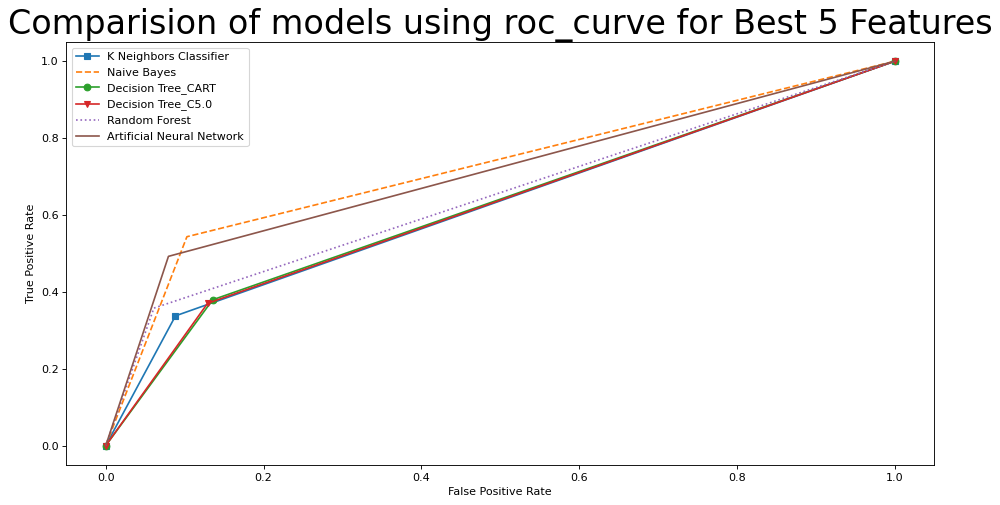 Comparision of models using roc_curve for Best 5 Features
K Neighbors Classifier
Naive Bayes
Decision Tree_CART
Decision Tree_C5.0
Random Forest
Artificial Neural Network
True Positive Rate
1.0
0.8
0.6
0.4
0.2
0.0
0.0 0.2 0.4 0.6 0.8 1.0
False Positive Rate